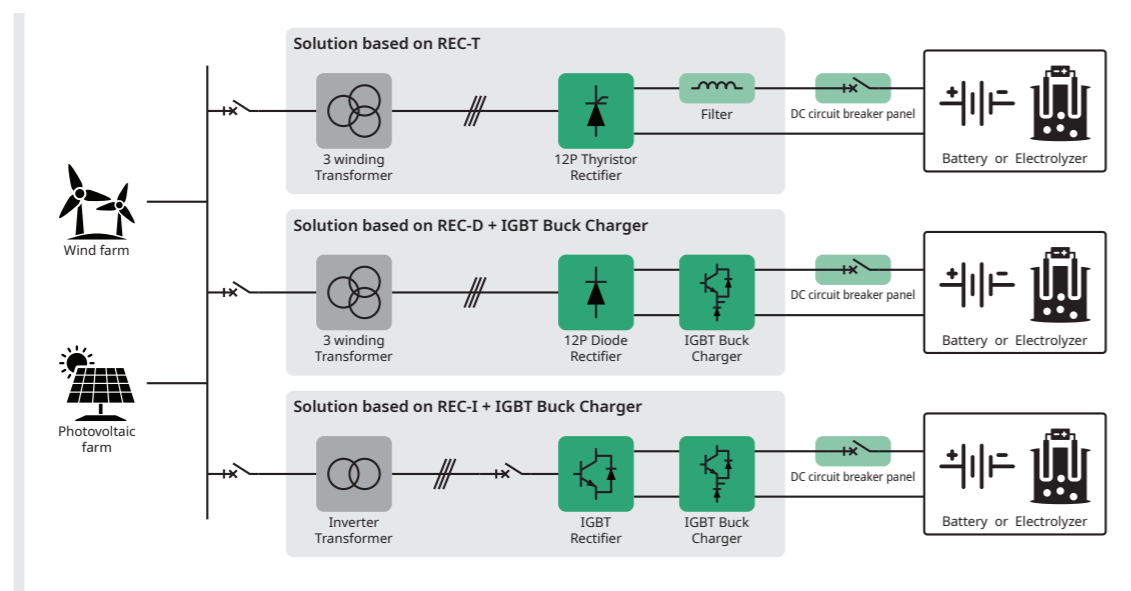 Solution based on REC-T
3 winding
Transformer
12P Thyristor
Rectifier
Filter
DC circuit breaker panel
Battery or Electrolyzer
Wind farm
Solution based on REC-D + IGBT Buck Charger
3 winding
Transformer
12P Diode
Rectifier
IGBT Buck
Charger
DC circuit breaker panel
Battery or Electrolyzer
Photovoltaic
farm
Solution based on REC-I + IGBT Buck Charger
Inverter
Transformer
IGBT
Rectifier
IGBT Buck
Charger
DC circuit breaker panel
Battery or Electrolyzer